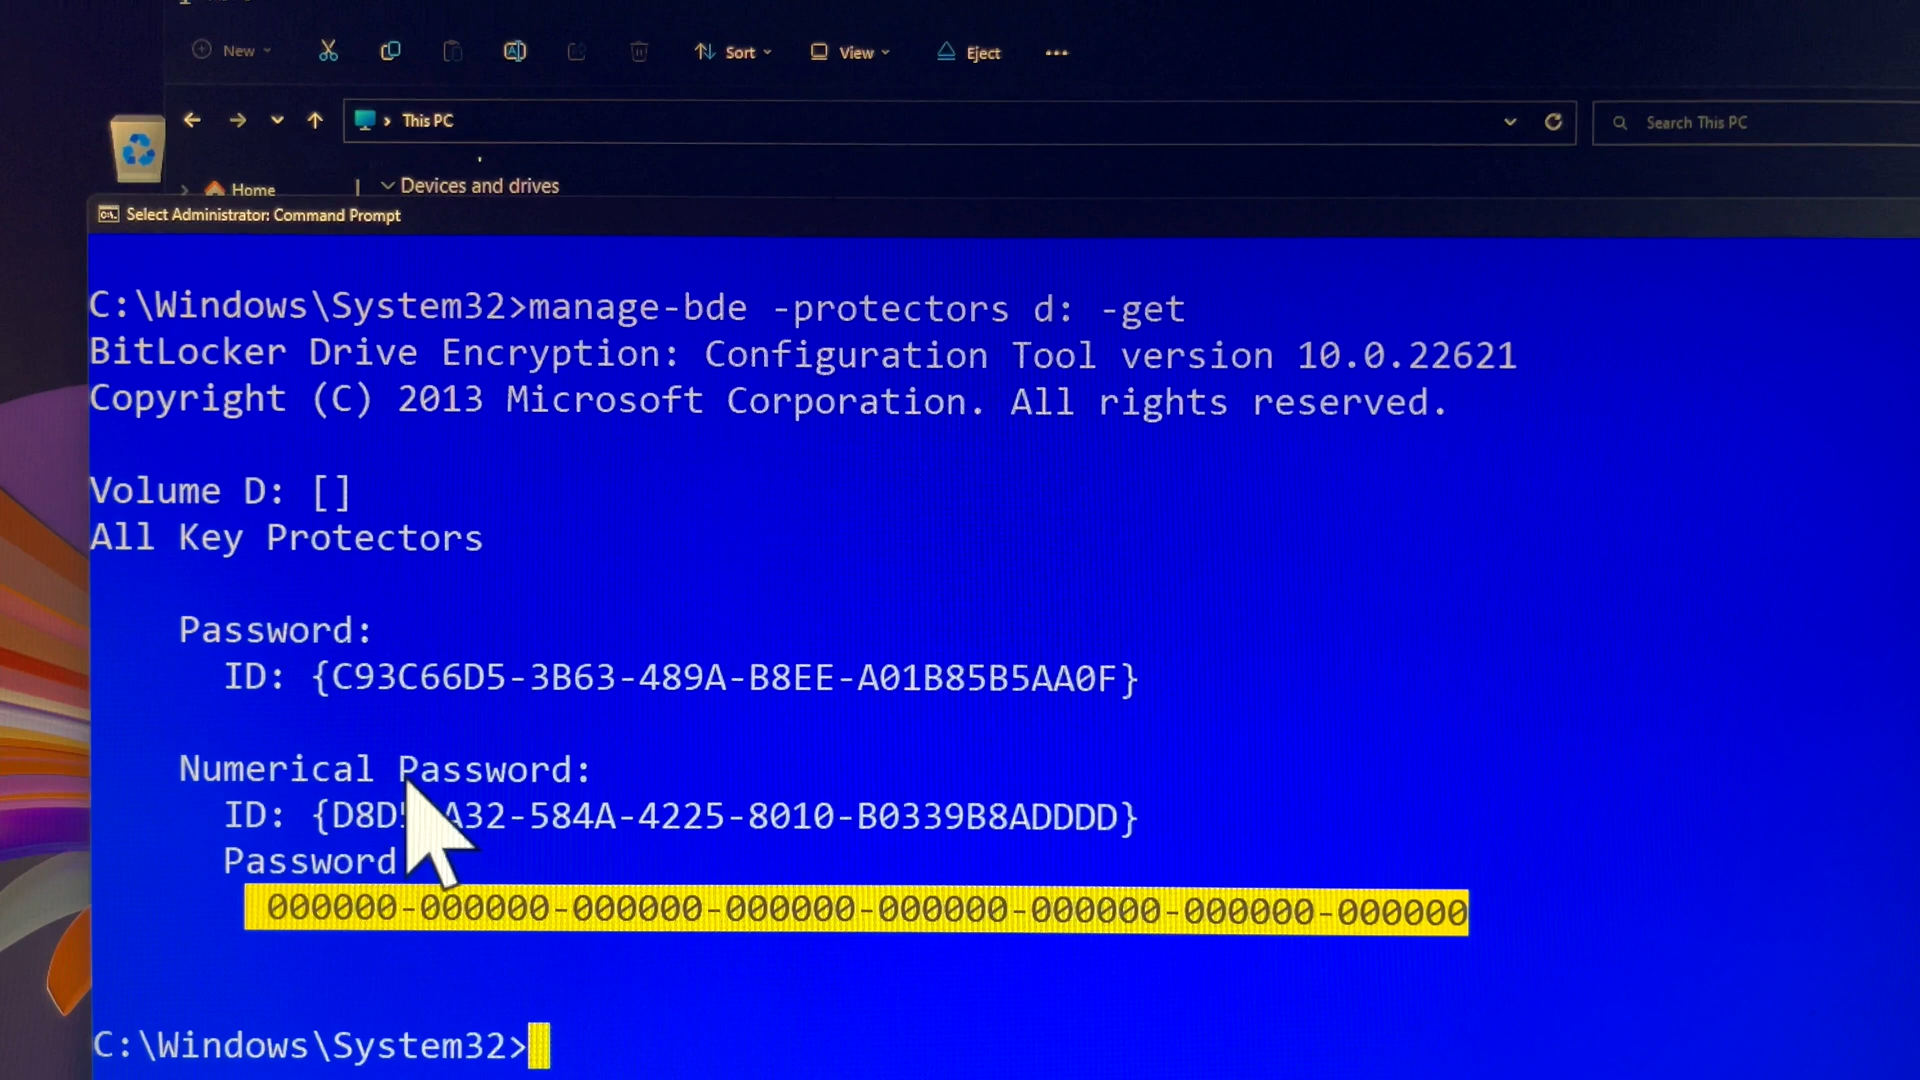 New
Sort
View
Eject
This PC
Search This PC
Home
Devices and drives
Select Administrator: Command Prompt
C:\Windows\System32>manage-bde -protectors d: -get
BitLocker Drive Encryption: Configuration Tool version 10.0.22621
Copyright (C) 2013 Microsoft Corporation. All rights reserved.
Volume D: []
All Key Protectors
Password:
ID: {C93C66D5-3B63-489A-B8EE-A01B85B5AA0F}
Numerical Password:
ID: A32-584A-4225-8010-B0339B8ADDDD}
Password
000000-000000-000000-000000-000000-000000-000000-000000
C:\Windows\System32>